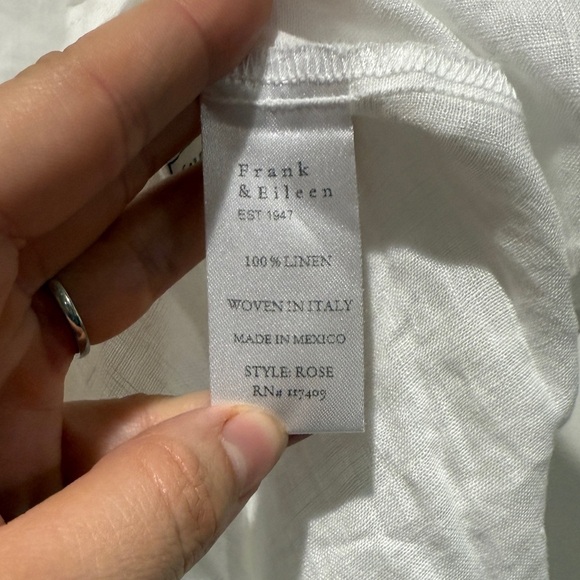 Frank
& Eileen
EST 1947
100% LINEN
WOVEN IN ITALY
MADE IN MEXICO
STYLE: ROSE
RN# 117409